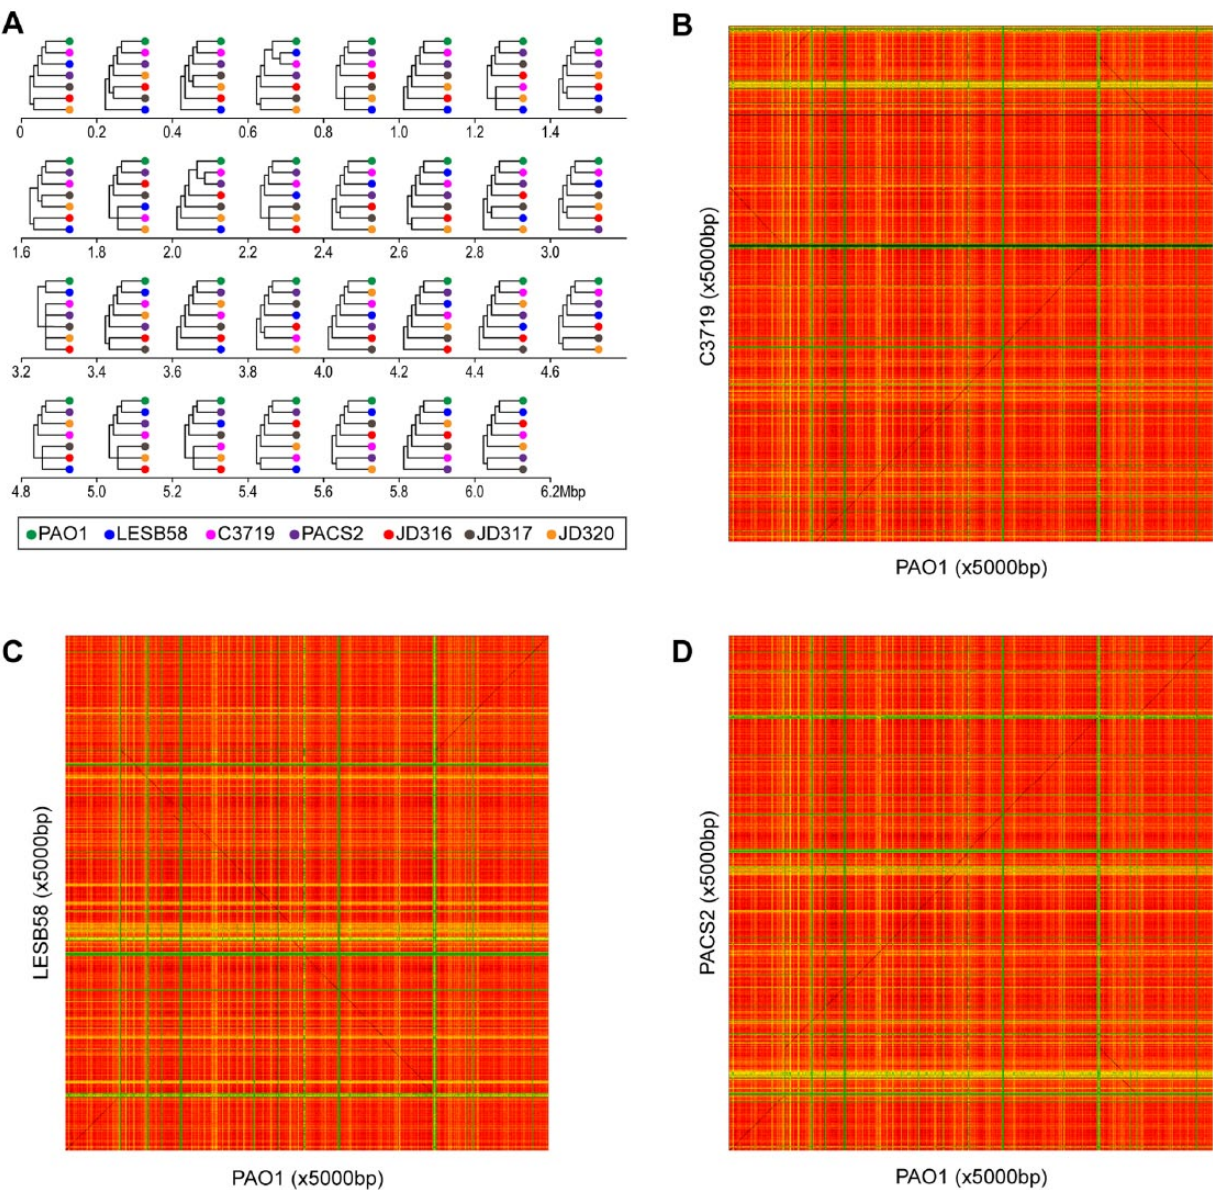 A
0 0.2 0.4 0.6 0.8 1.0 1.2 1.4
1.6 1.8 2.0 2.2 2.4 2.6 2.8 3.0
3.2 3.4 3.6 3.8 4.0 4.2 4.4 4.6
4.8 5.0 5.2 5.4 5.6 5.8 6.0 6.2Mbp
PAO1 LESB58 C3719 PACS2 JD316 JD317 JD320
B
C3719 (x5000bp)
PAO1 (x5000bp)
C
LESB58 (x5000bp)
PAO1 (x5000bp)
D
PACS2 (x5000bp)
PAO1 (x5000bp)